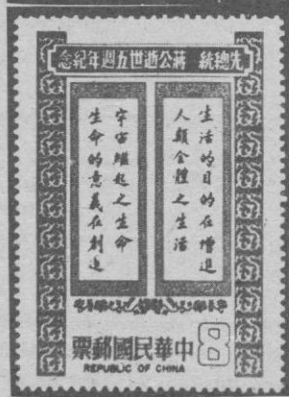 先總統 蔣公逝世五週年紀念
生活的目的在增進
人類全體之生活
宇宙繼起之生命
生命的意義在創造
中華民國郵票
8
REPUBLIC OF CHINA